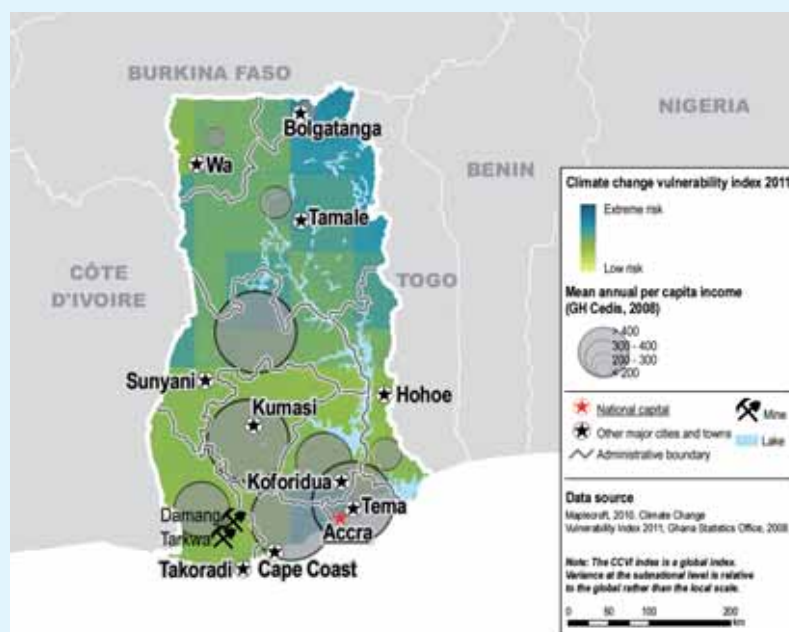 BURKINA FASO
NIGERIA
BENIN
TOGO
CÔTE
D'IVOIRE
Bolgatanga
Wa
Tamale
Sunyani
Hohoe
Kumasi
Koforidua
Tema
Accra
Damang
Tarkwa
Takoradi
Cape Coast
Climate change vulnerability index 2011
Extreme risk
Low risk
Mean annual per capita income
(GH Cedis, 2008)
> 400
300 - 400
200 - 300
< 200
National capital
Mine
Other major cities and towns
Lake
Administrative boundary
Data source
Maplecroft, 2010. Climate Change
Vulnerability Index 2011, Ghana Statistics Office, 2008
Note: The CCVI index is a global index.
Variance at the subnational level is relative
to the global rather than the local scale.
0 50 100 200
km